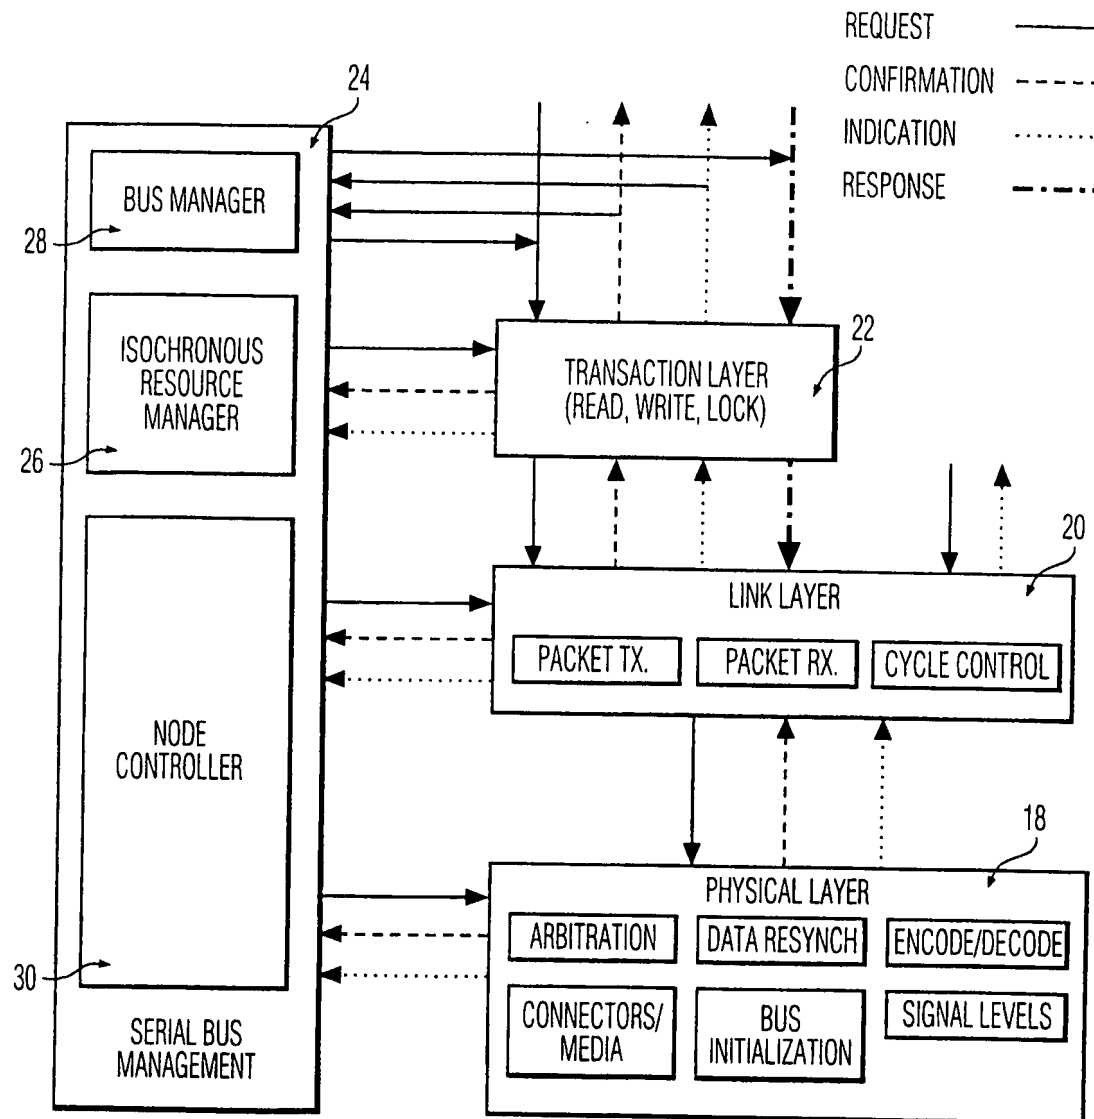 REQUEST
CONFIRMATION
INDICATION
RESPONSE
24
BUS MANAGER
28
ISOCHRONOUS
RESOURCE
MANAGER
26
22
TRANSACTION LAYER
(READ, WRITE, LOCK)
20
LINK LAYER
PACKET TX.
PACKET RX.
CYCLE CONTROL
NODE
CONTROLLER
30
SERIAL BUS
MANAGEMENT
18
PHYSICAL LAYER
ARBITRATION
DATA RESYNCH
ENCODE/DECODE
CONNECTORS/
MEDIA
BUS
INITIALIZATION
SIGNAL LEVELS